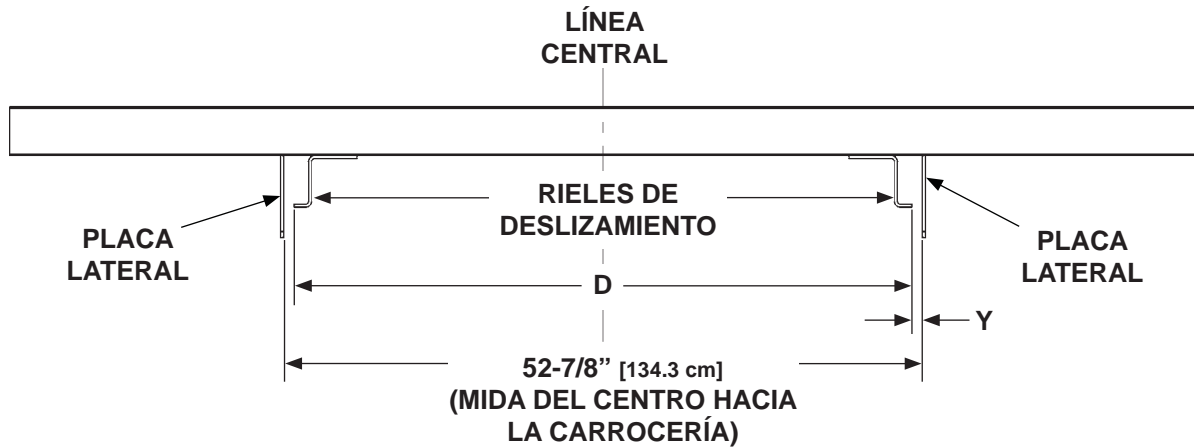 LÍNEA
CENTRAL
RIELES DE
DESLIZAMIENTO
PLACA
LATERAL
PLACA
LATERAL
D
Y
52-7/8” [134.3 cm]
(MIDA DEL CENTRO HACIA
LA CARROCERÍA)